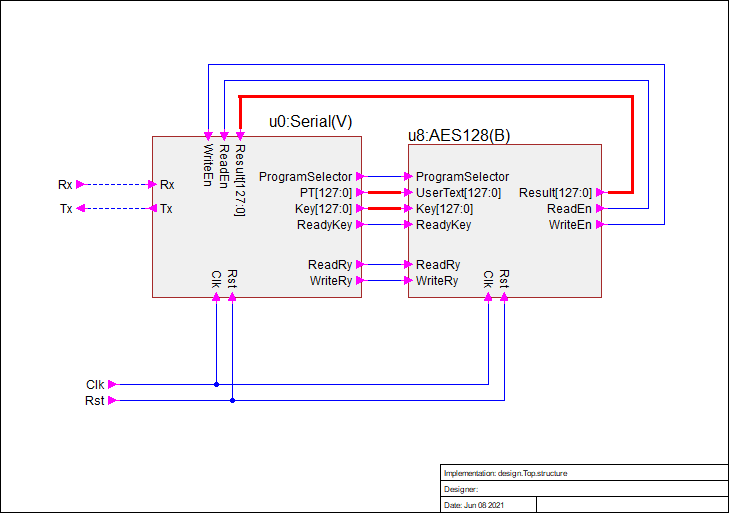 u0:Serial(V)
u8:AES128(B)
WriteEn
ReadEn
Result[127:0]
Rx
Tx
Rx
Tx
ProgramSelector
PT[127:0]
Key[127:0]
ReadyKey
ReadRy
WriteRy
Clk
Rst
ProgramSelector
UserText[127:0]
Key[127:0]
ReadyKey
ReadRy
WriteRy
Result[127:0]
ReadEn
WriteEn
Clk
Rst
Clk
Rst
Implementation: design.Top.structure
Designer:
Date: Jun 08 2021